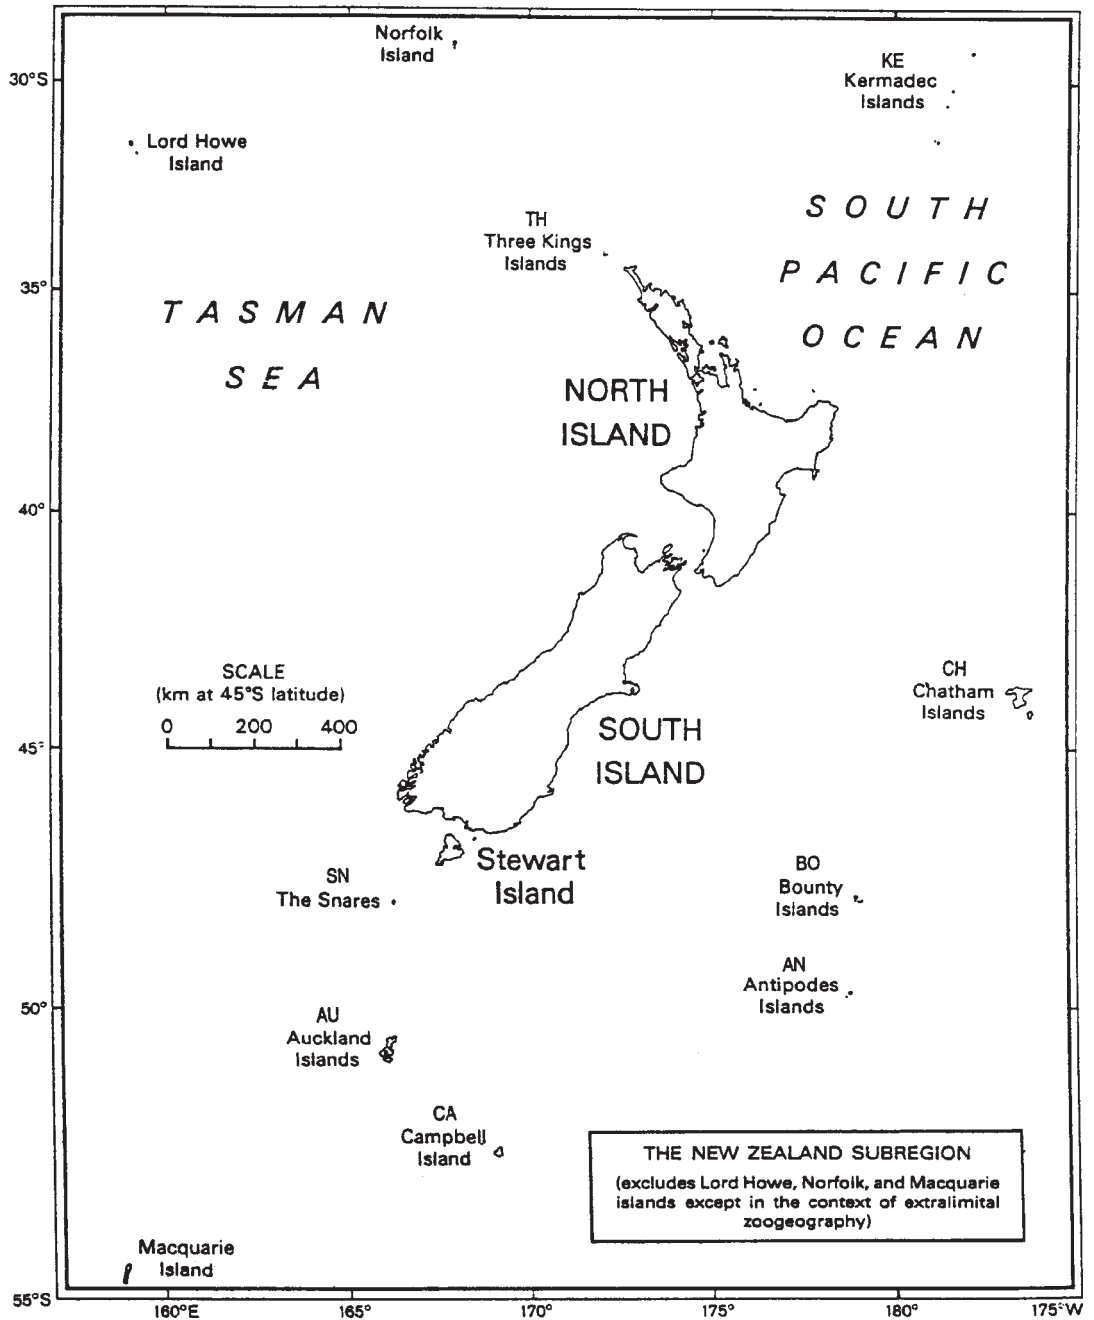 Norfolk
Island
KE
Kermadec
Islands
30°S
Lord Howe
Island
SOUTH
PACIFIC
OCEAN
TH
Three Kings
Islands
35°
TASMAN
SEA
NORTH
ISLAND
40°
SCALE
(km at 45°S latitude)
0 200 400
CH
Chatham
Islands
45°
SOUTH
ISLAND
Stewart
Island
SN
The Snares
BO
Bounty
Islands
AN
Antipodes
Islands
50°
AU
Auckland
Islands
CA
Campbell
Island
THE NEW ZEALAND SUBREGION
(excludes Lord Howe, Norfolk, and Macquarie
islands except in the context of extralimital
zoogeography)
Macquarie
Island
55°S
160°E 165° 170° 175° 180° 175°W